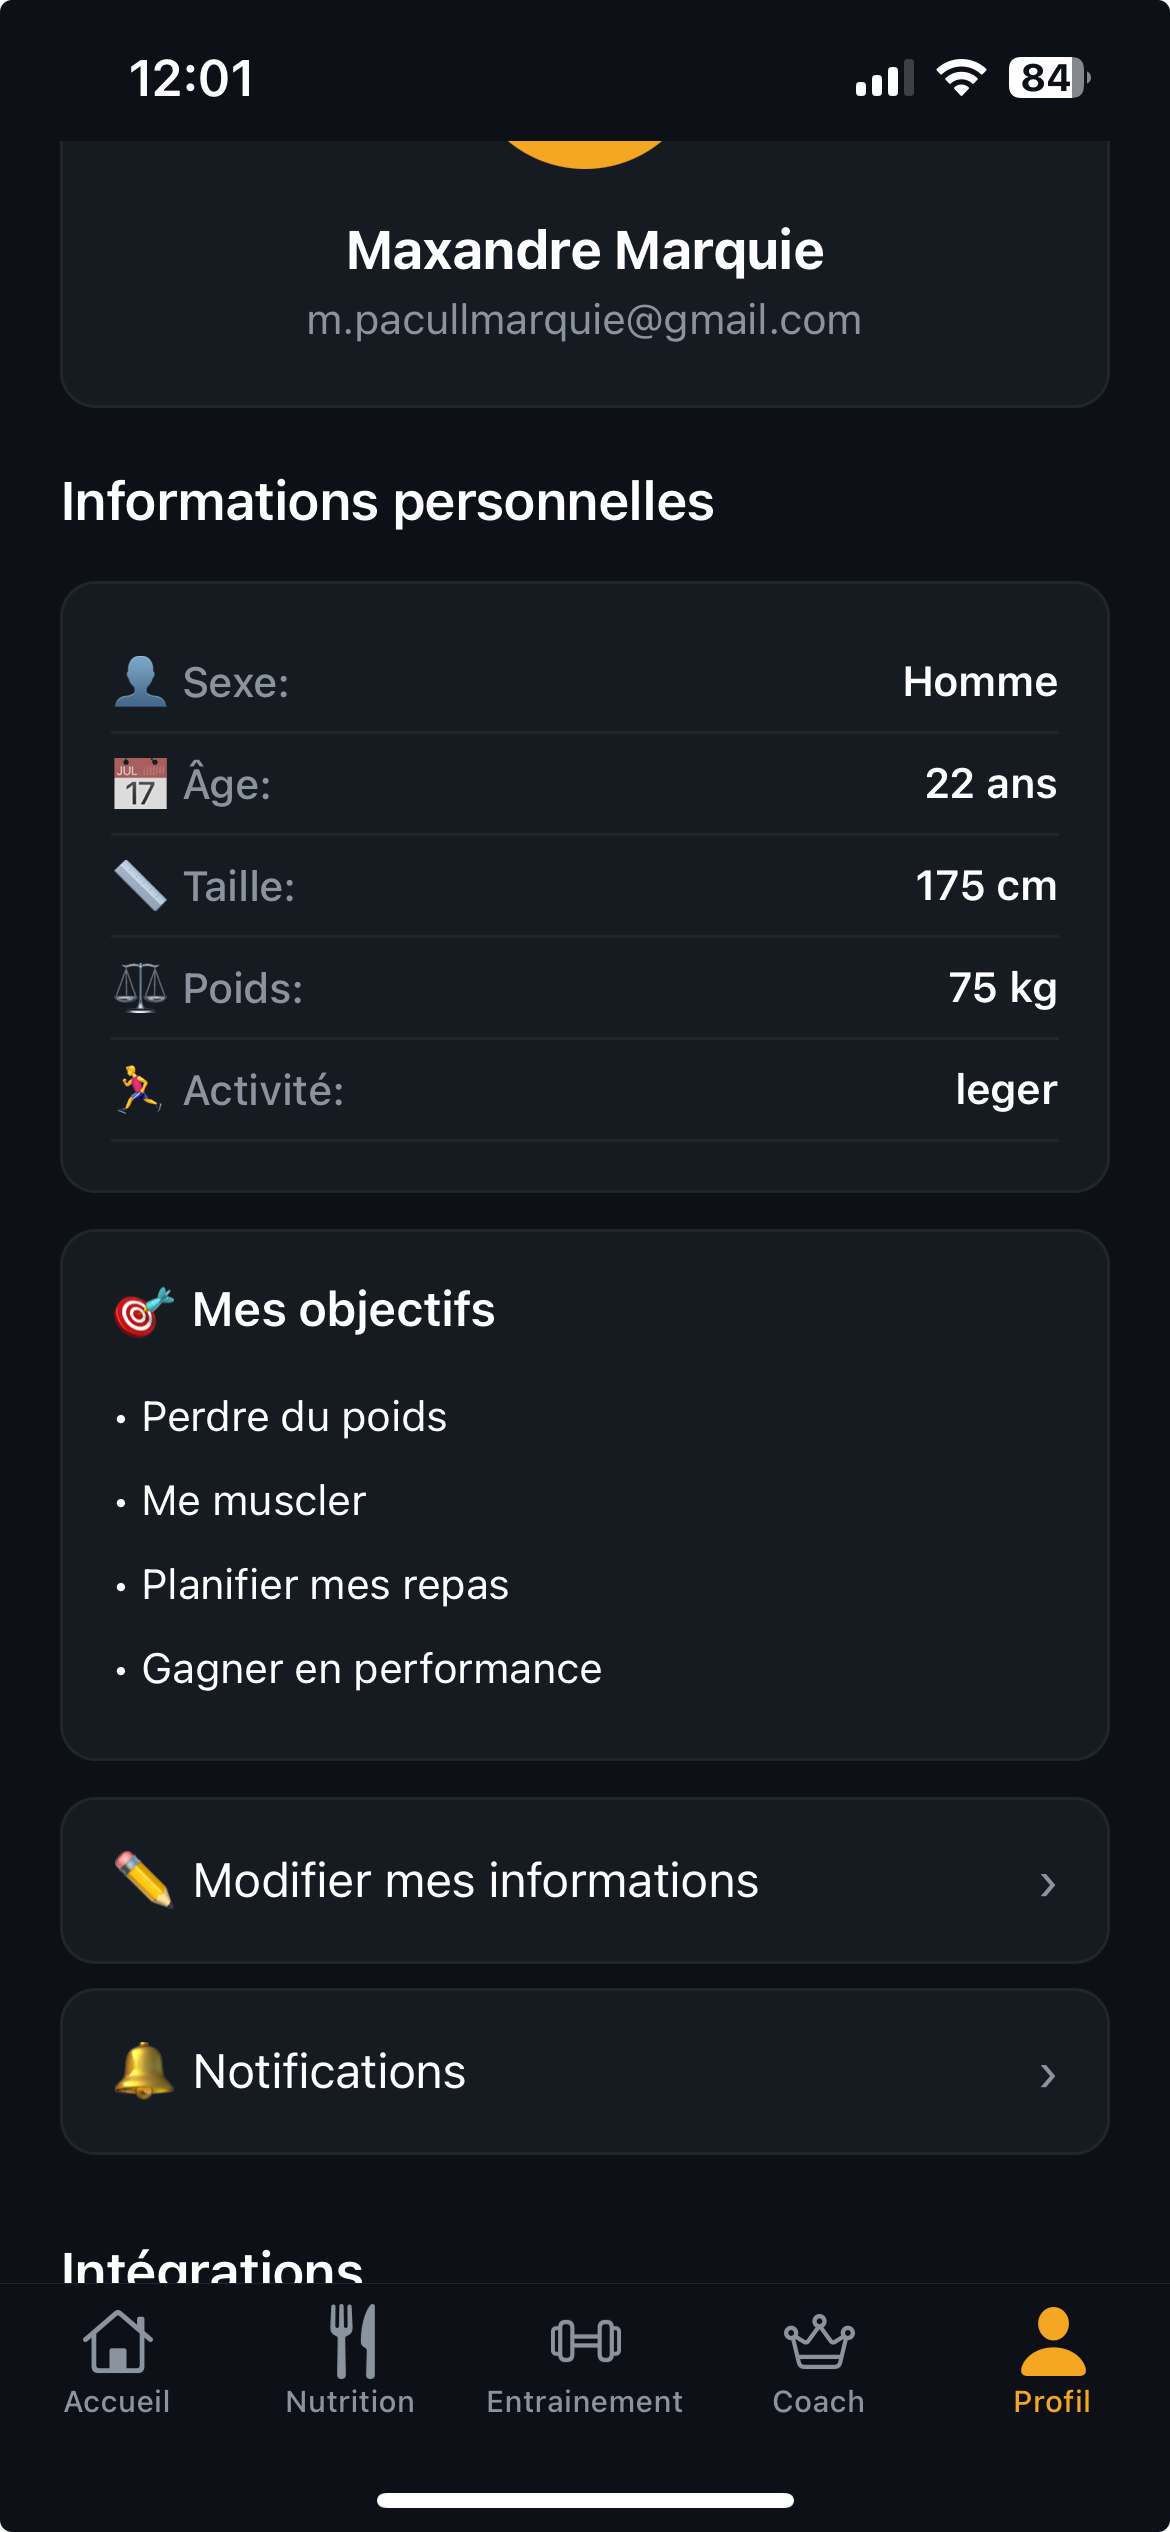 12:01
84
Maxandre Marquie
m.pacullmarquie@gmail.com
Informations personnelles
Sexe: Homme
JUL
17
Âge: 22 ans
Taille: 175 cm
Poids: 75 kg
Activité: leger
Mes objectifs
• Perdre du poids
• Me muscler
• Planifier mes repas
• Gagner en performance
Modifier mes informations ›
Notifications ›
Intégrations
Accueil Nutrition Entrainement Coach Profil